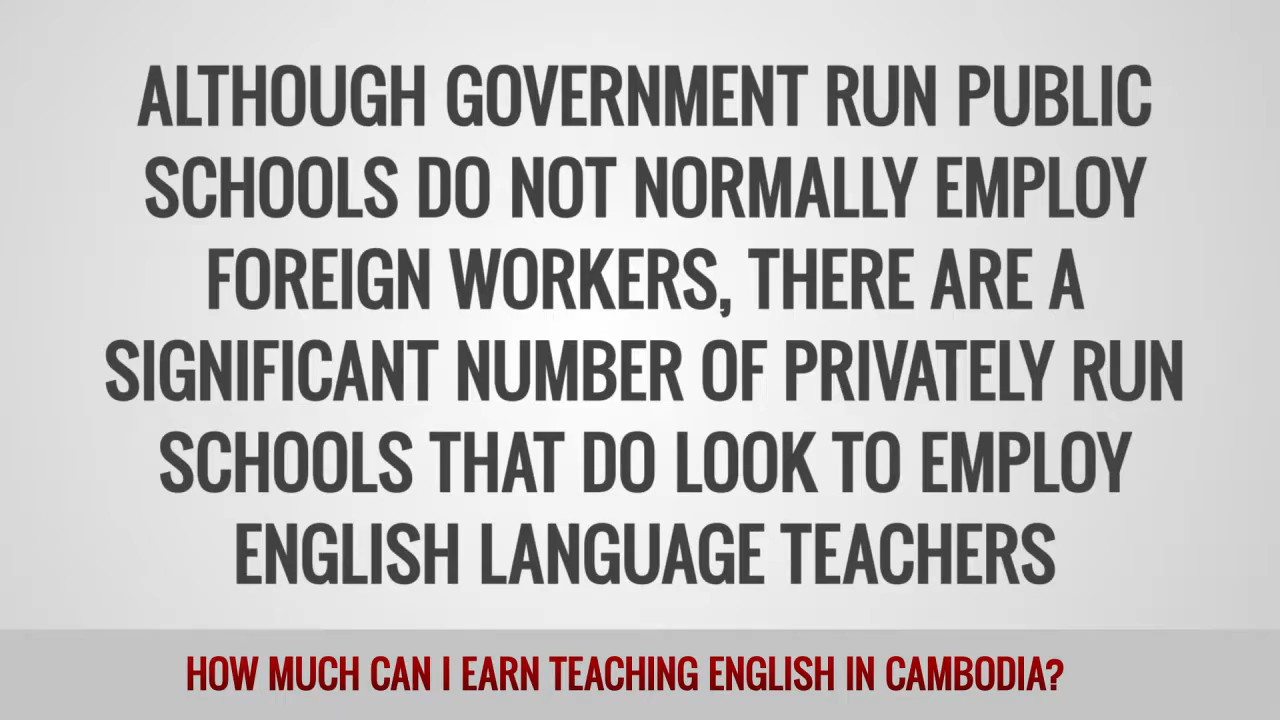 ALTHOUGH GOVERNMENT RUN PUBLIC
SCHOOLS DO NOT NORMALLY EMPLOY
FOREIGN WORKERS, THERE ARE A
SIGNIFICANT NUMBER OF PRIVATELY RUN
SCHOOLS THAT DO LOOK TO EMPLOY
ENGLISH LANGUAGE TEACHERS
HOW MUCH CAN I EARN TEACHING ENGLISH IN CAMBODIA?